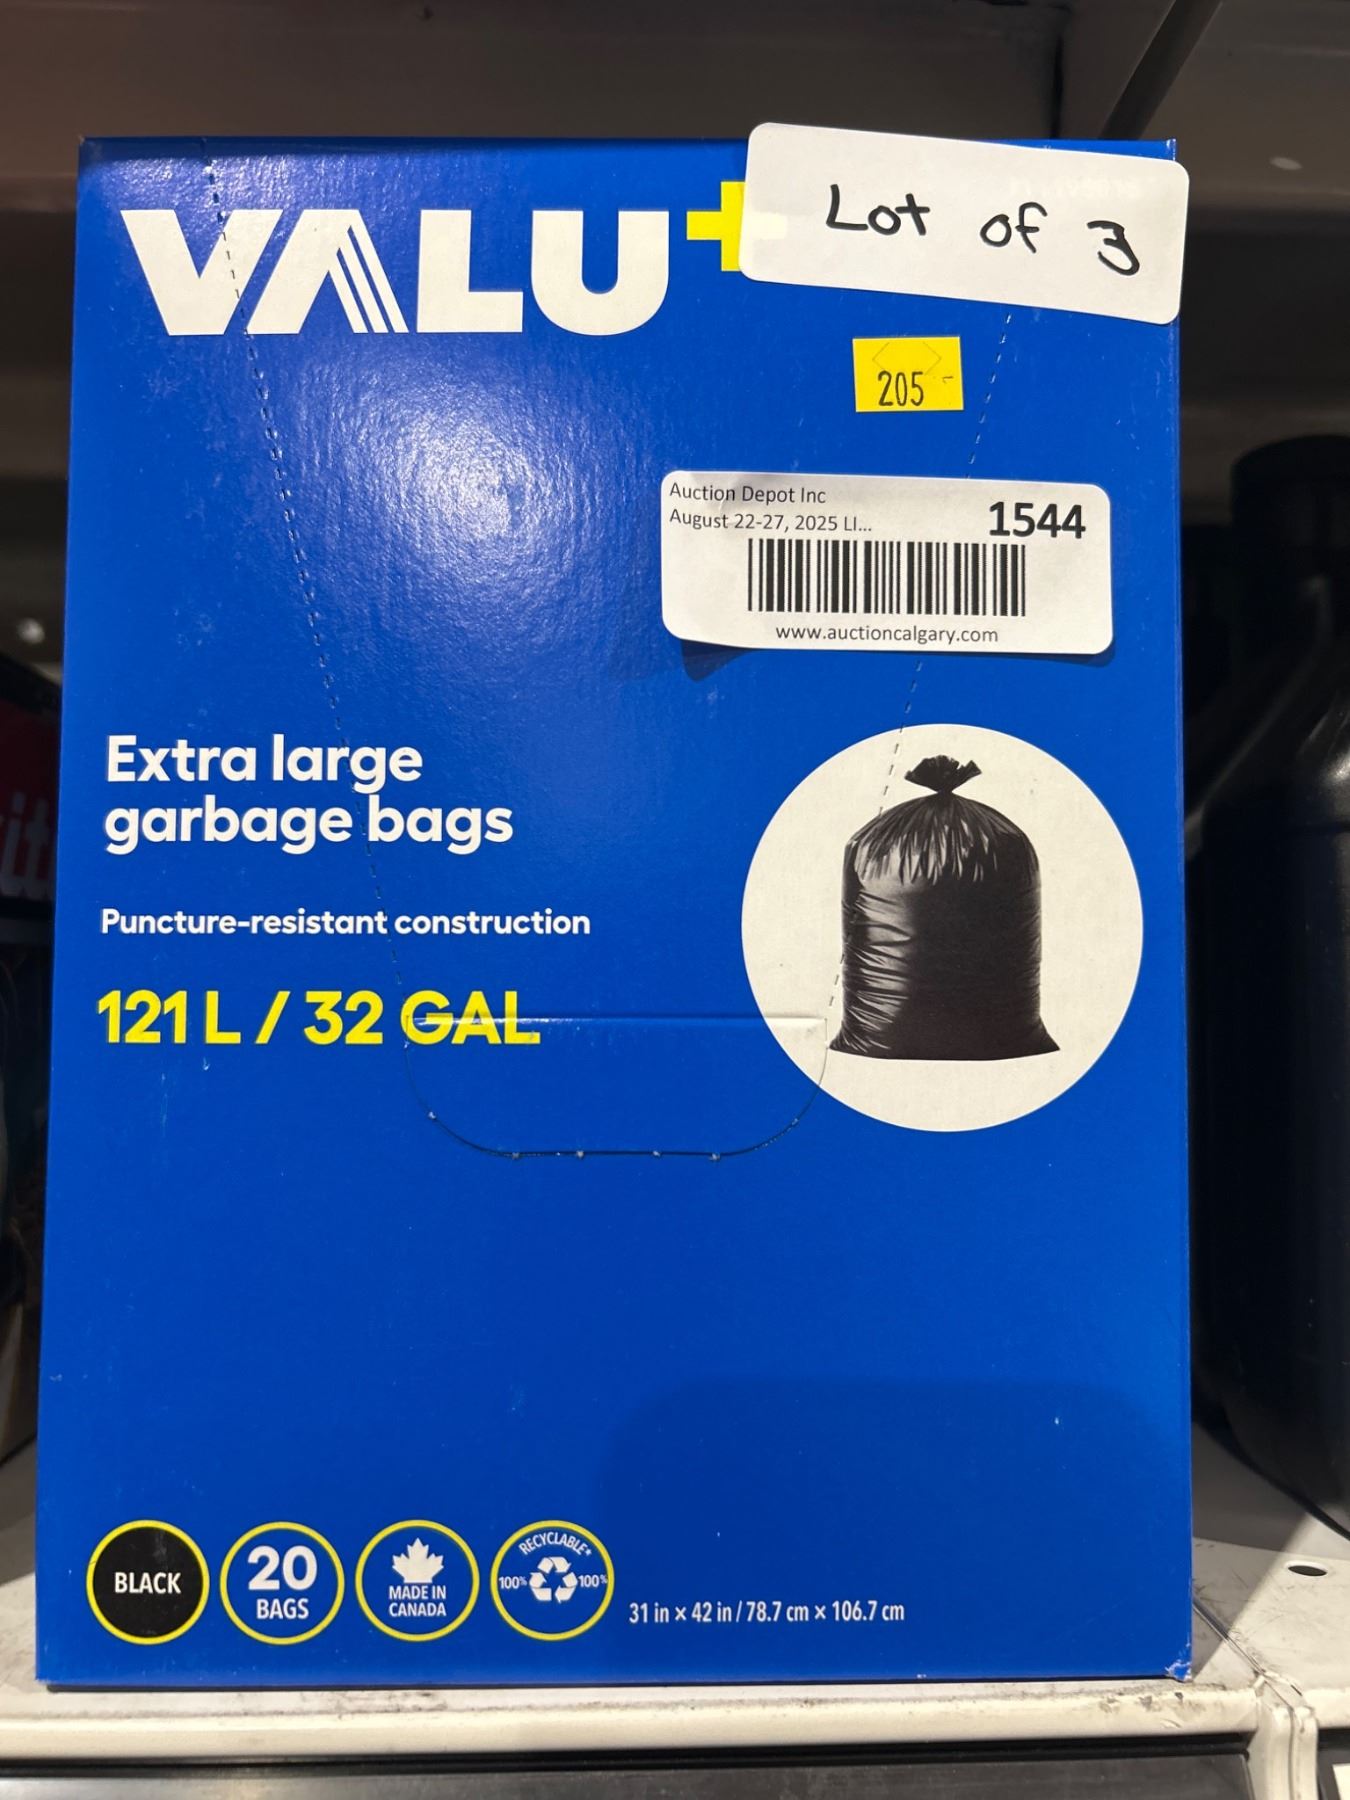 VALU+
Lot of 3
205
Auction Depot Inc
August 22-27, 2025 LI...
1544
www.auctioncalgary.com
Extra large
garbage bags
Puncture-resistant construction
121 L / 32 GAL
BLACK
20
BAGS
MADE IN
CANADA
RECYCLABLE*
100% 100%
31 in × 42 in / 78.7 cm × 106.7 cm